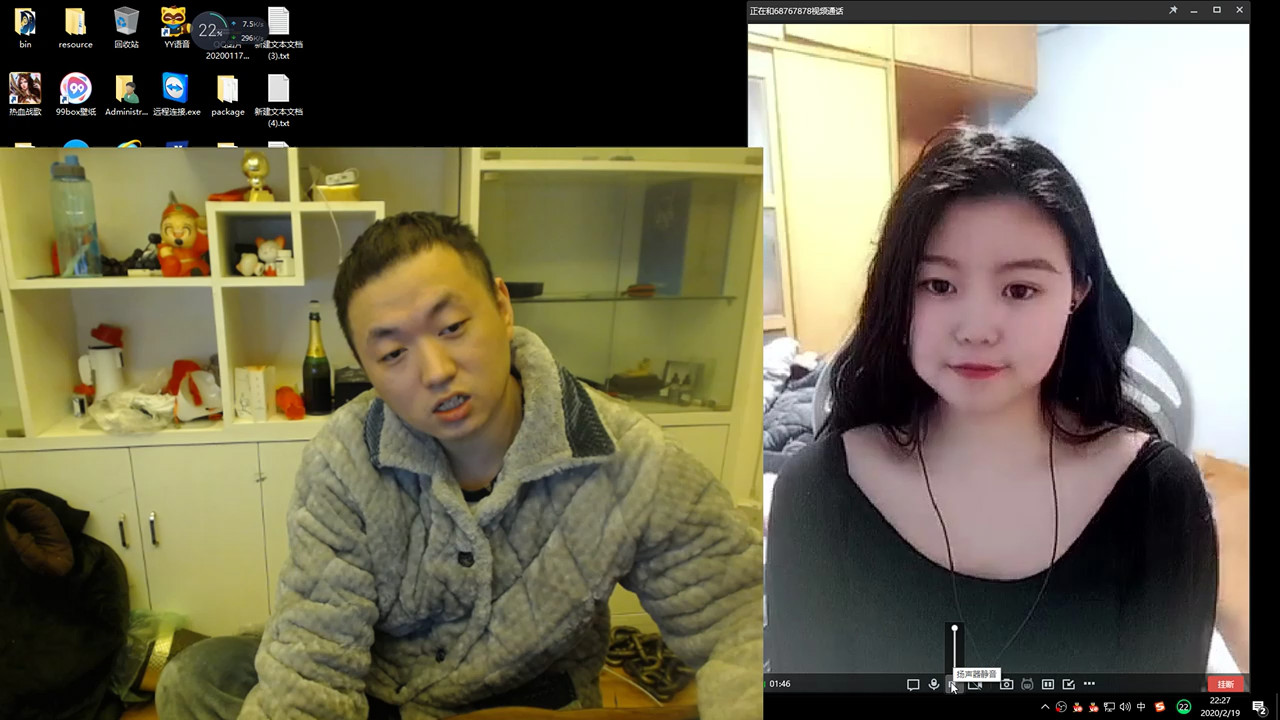 正在和68767878视频通话
22%
7.5K/s
296K/s
bin
resource
回收站
YY语音
20200117...
新建文本文档
(3).txt
热血战歌
99box壁纸
Administr...
远程连接.exe
package
新建文本文档
(4).txt
扬声器静音
01:46
挂断
中
22
22:27
2020/2/19
2